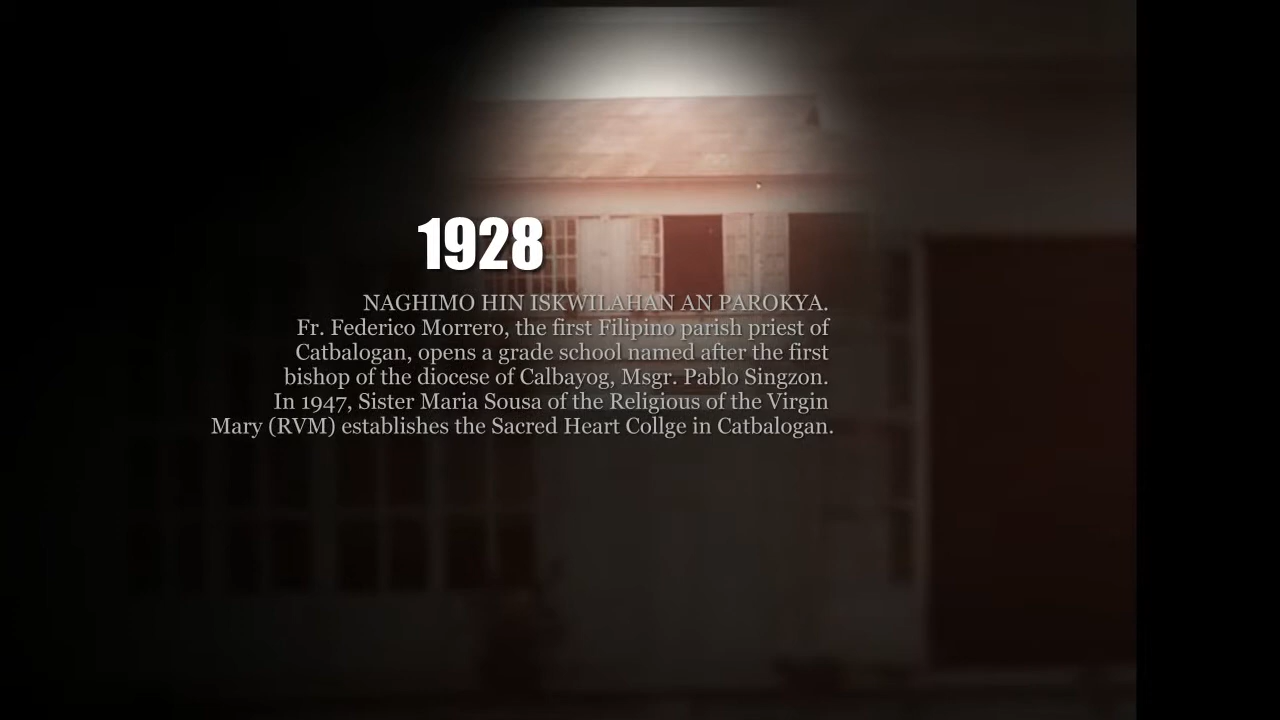 1928
NAGHIMO HIN ISKWILAHAN AN PAROKYA.
Fr. Federico Morrero, the first Filipino parish priest of
Catbalogan, opens a grade school named after the first
bishop of the diocese of Calbayog, Msgr. Pablo Singzon.
In 1947, Sister Maria Sousa of the Religious of the Virgin
Mary (RVM) establishes the Sacred Heart Collge in Catbalogan.